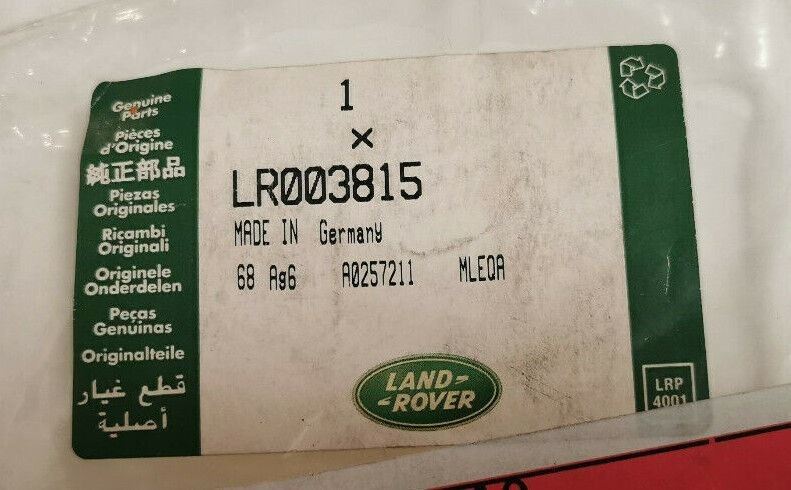 Genuine
Parts
Pièces
d'Origine
純正部品
Piezas
Originales
Ricambi
Originali
Originele
Onderdelen
Peças
Genuínas
Originalteile
قطع غيار
أصلية
1
×
LR003815
MADE IN Germany
68 Ag6 A0257211 MLEQA
LAND-
-ROVER
LRP
4001